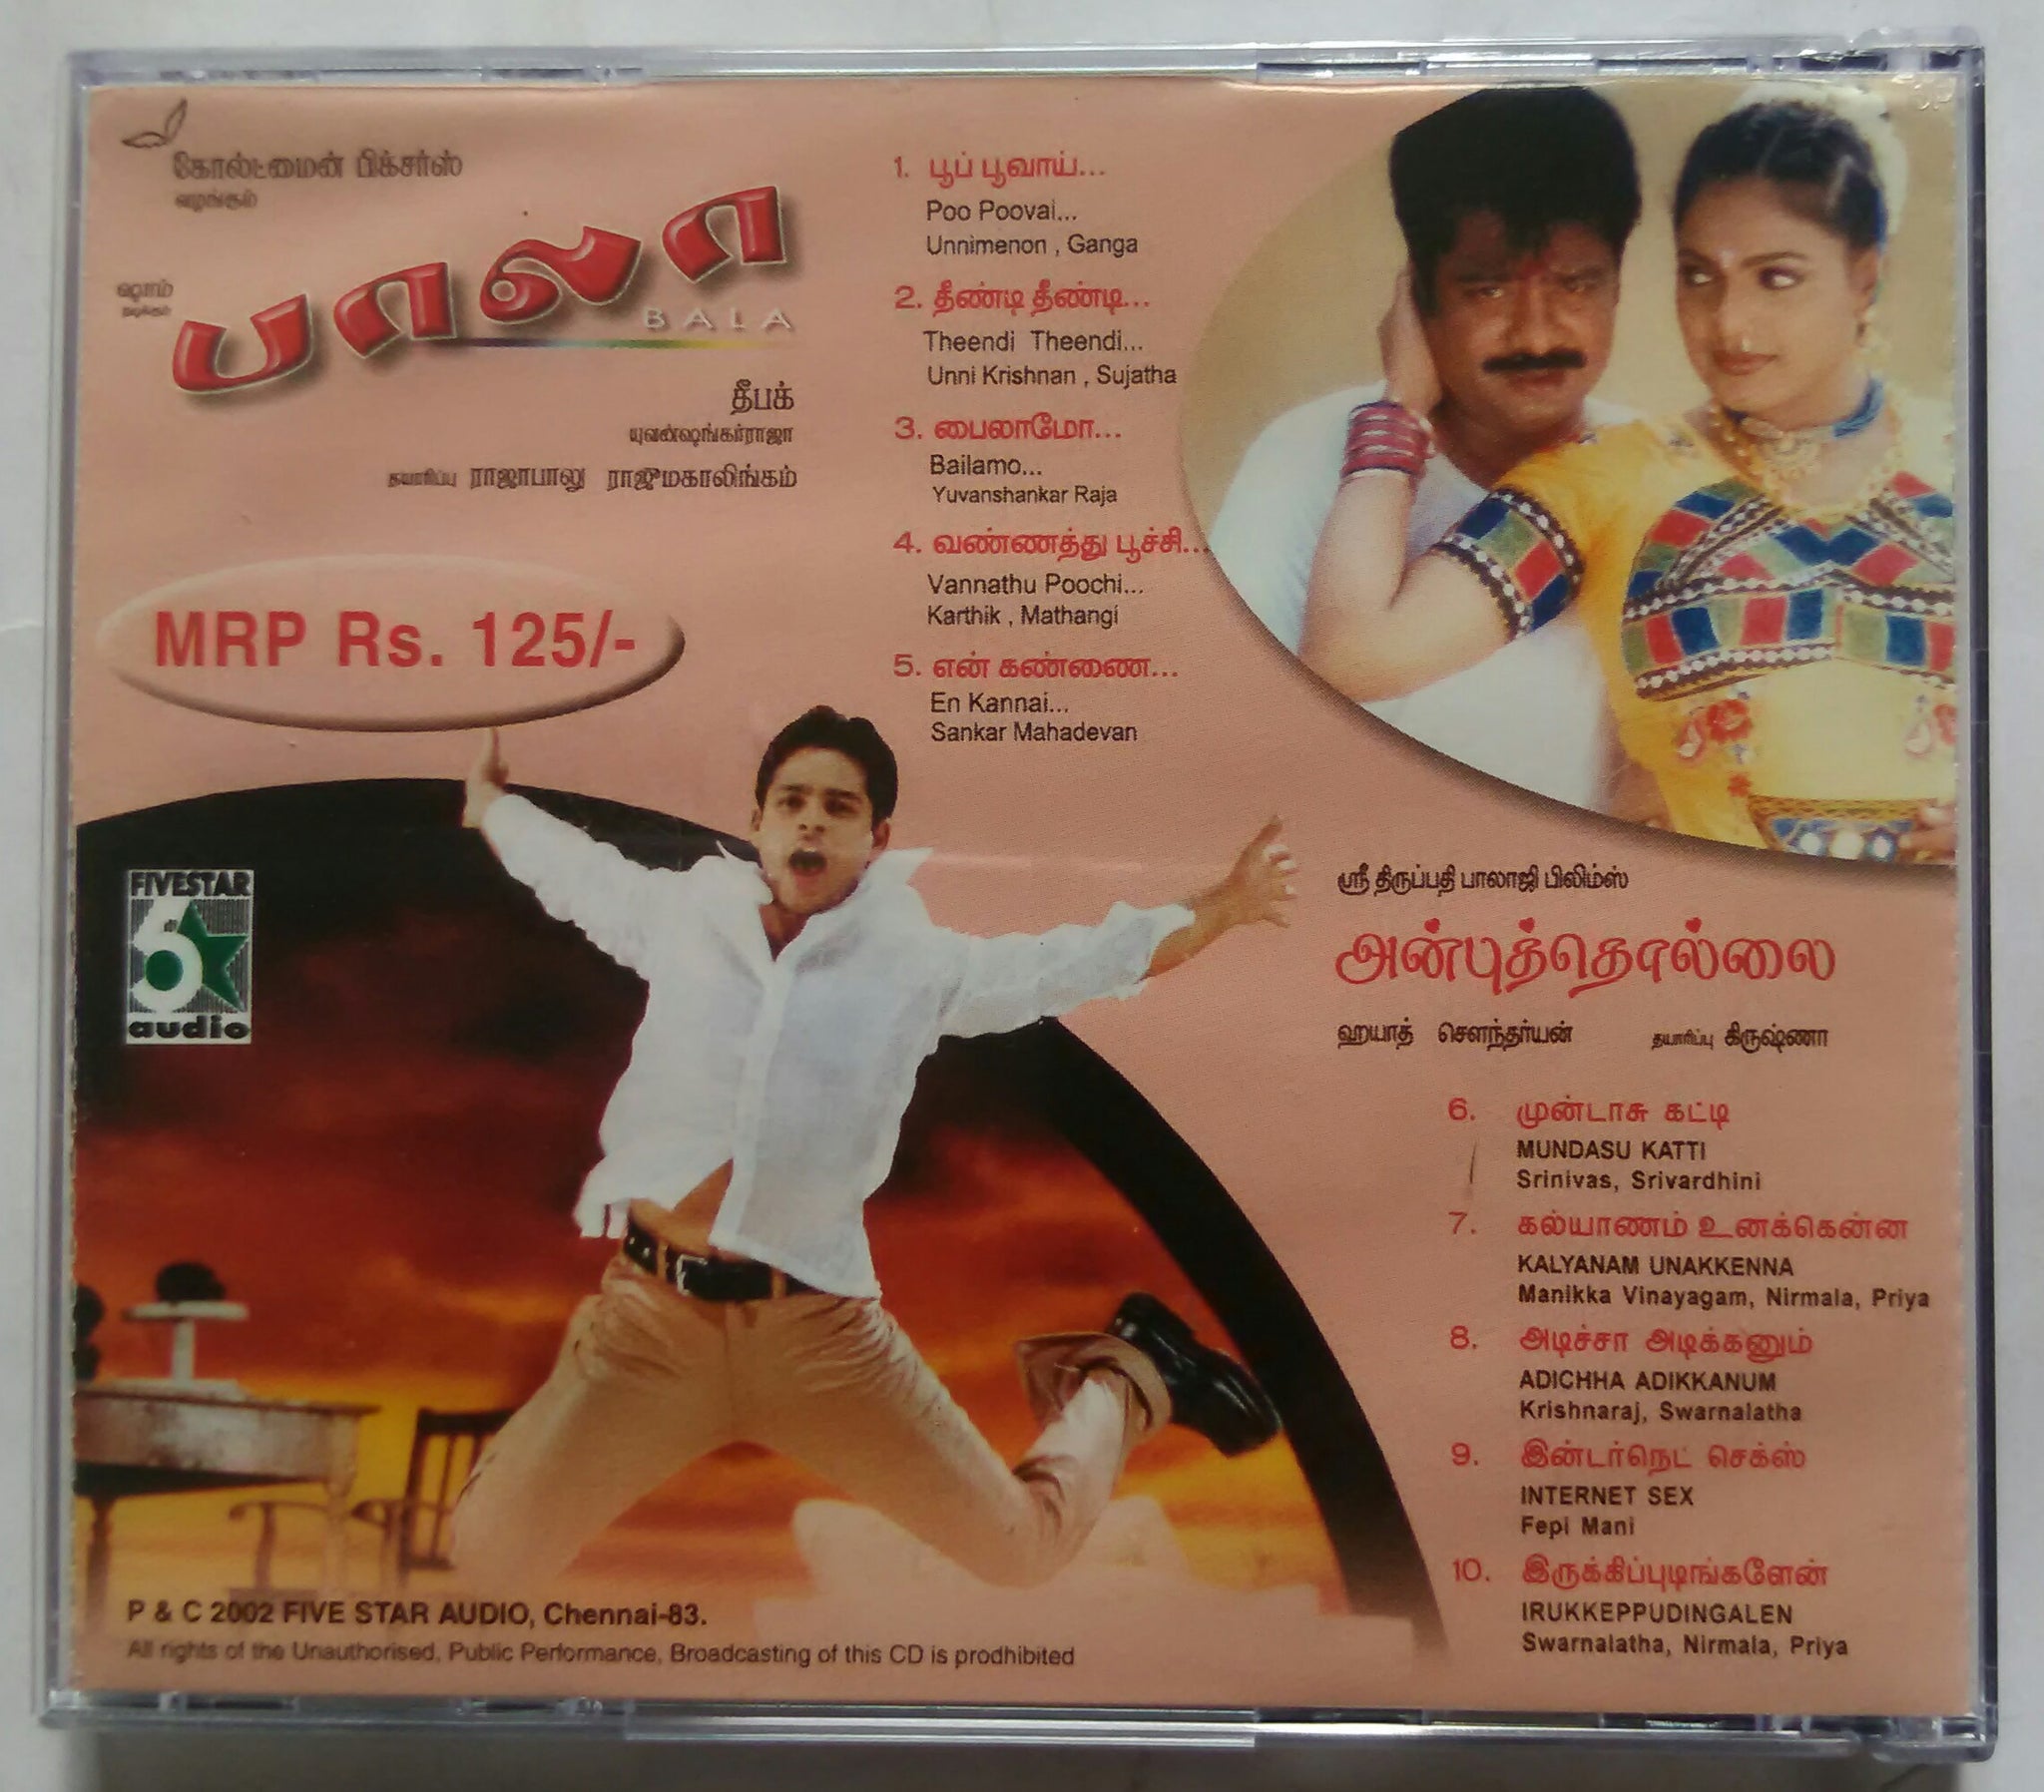 கோல்ட்மைன் பிக்சர்ஸ்
வழங்கும்
ஷாம்
நடிக்கும்
பாலா
BALA
தீபக்
யுவன்ஷங்கர்ராஜா
தயாரிப்பு ராஜாபாலு ராஜுமகாலிங்கம்
MRP Rs. 125/-
1. பூப் பூவாய்...
Poo Poovai...
Unnimenon , Ganga
2. தீண்டி தீண்டி...
Theendi Theendi...
Unni Krishnan , Sujatha
3. பைலாமோ...
Bailamo...
Yuvanshankar Raja
4. வண்ணத்து பூச்சி...
Vannathu Poochi...
Karthik , Mathangi
5. என் கண்ணை...
En Kannai...
Sankar Mahadevan
FIVESTAR
5
audio
ஸ்ரீ திருப்பதி பாலாஜி பிலிம்ஸ்
அன்புத்தொல்லை
ஹயாத் சௌந்தர்யன் தயாரிப்பு கிருஷ்ணா
6. முண்டாசு கட்டி
MUNDASU KATTI
Srinivas, Srivardhini
7. கல்யாணம் உனக்கென்ன
KALYANAM UNAKKENNA
Manikka Vinayagam, Nirmala, Priya
8. அடிச்சா அடிக்கனும்
ADICHHA ADIKKANUM
Krishnaraj, Swarnalatha
9. இன்டர்நெட் செக்ஸ்
INTERNET SEX
Fepi Mani
10. இருக்கிப்புடிங்களேன்
IRUKKEPPUDINGALEN
Swarnalatha, Nirmala, Priya
P & C 2002 FIVE STAR AUDIO, Chennai-83.
All rights of the Unauthorised, Public Performance, Broadcasting of this CD is prodhibited